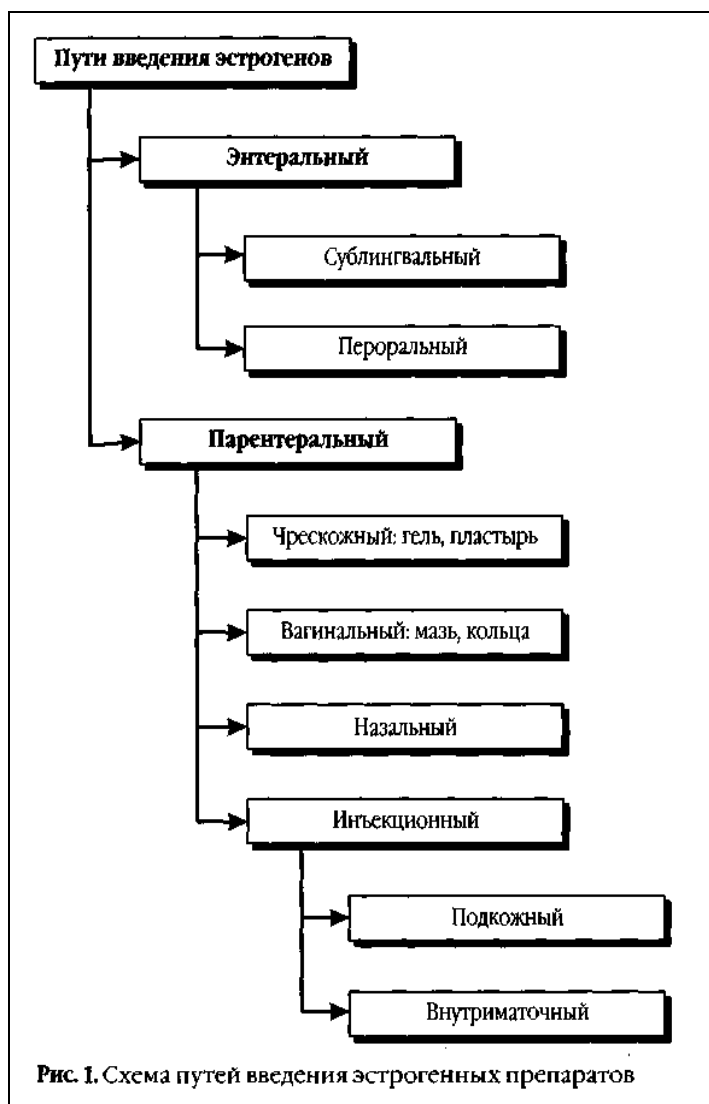 Пути введения эстрогенов
Энтеральный
Сублингвальный
Пероральный
Парентеральный
Чрескожный: гель, пластырь
Вагинальный: мазь, кольца
Назальный
Инъекционный
Подкожный
Внутриматочный
Рис. 1. Схема путей введения эстрогенных препаратов